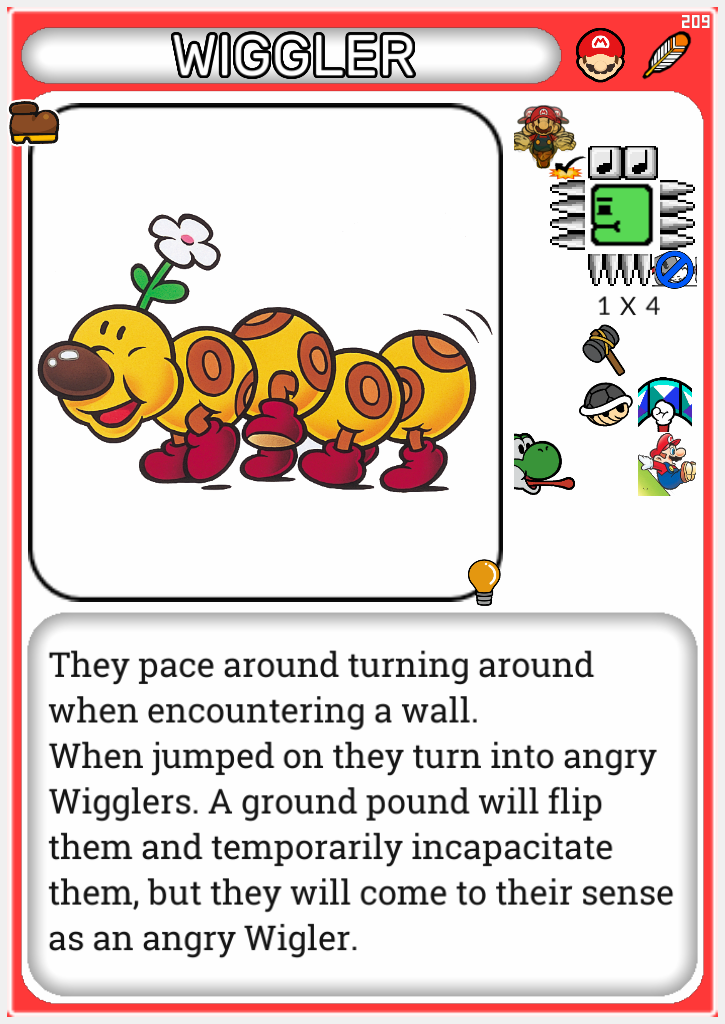 209
WIGGLER
1 X 4
They pace around turning around
when encountering a wall.
When jumped on they turn into angry
Wigglers. A ground pound will flip
them and temporarily incapacitate
them, but they will come to their sense
as an angry Wigler.